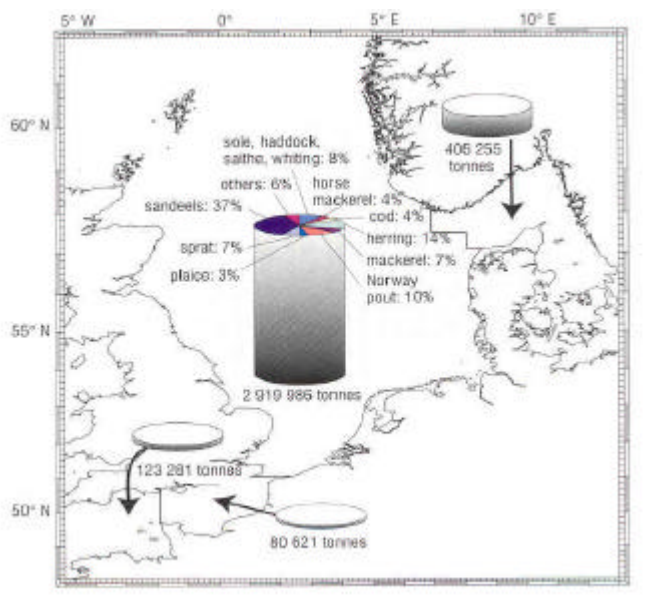 5° W
0°
5° E
10° E
60° N
55° N
50° N
sole, haddock,
saithe, whiting: 8%
others: 6%
horse
mackerel: 4%
sandeels: 37%
cod: 4%
herring: 14%
sprat: 7%
mackerel: 7%
plaice: 3%
Norway
pout: 10%
406 255
tonnes
2 919 986 tonnes
123 281 tonnes
80 621 tonnes